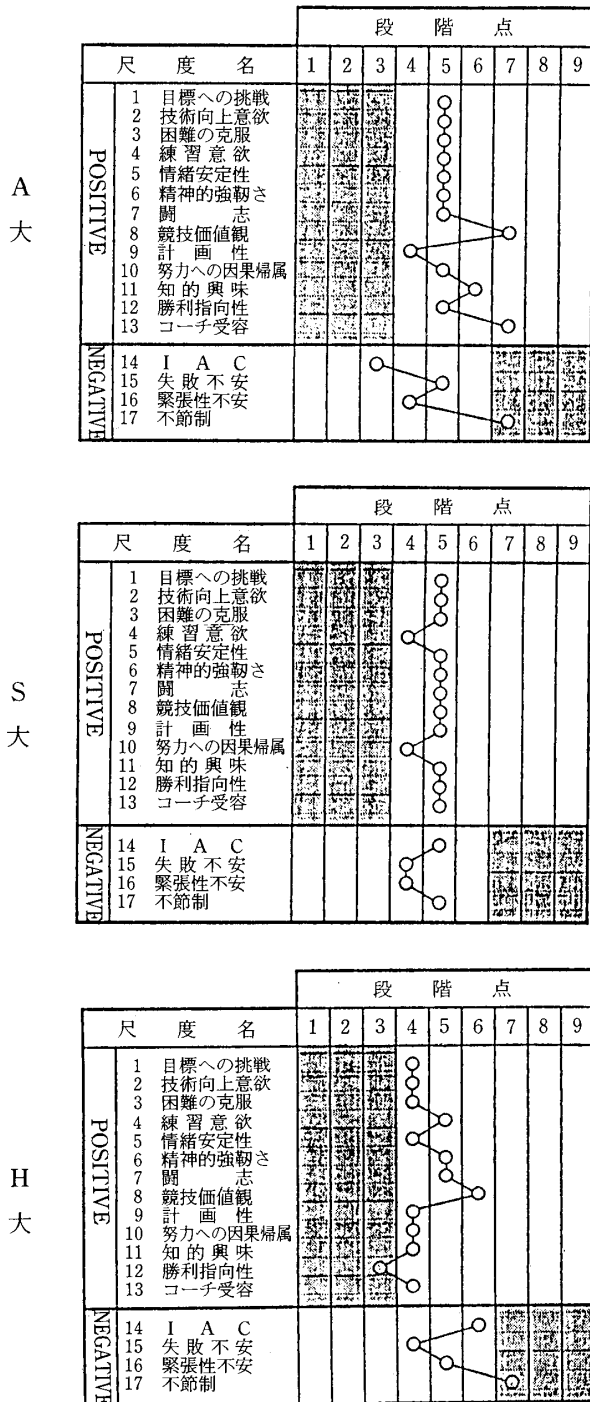 A大
段階点
尺度名 1 2 3 4 5 6 7 8 9
POSITIVE
1 目標への挑戦
2 技術向上意欲
3 困難の克服
4 練習意欲
5 情緒安定性
6 精神的強靱さ
7 闘志
8 競技価値観
9 計画性
10 努力への因果帰属
11 知的興味
12 勝利指向性
13 コーチ受容
NEGATIVE
14 I A C
15 失敗不安
16 緊張性不安
17 不節制
S大
段階点
尺度名 1 2 3 4 5 6 7 8 9
POSITIVE
1 目標への挑戦
2 技術向上意欲
3 困難の克服
4 練習意欲
5 情緒安定性
6 精神的強靱さ
7 闘志
8 競技価値観
9 計画性
10 努力への因果帰属
11 知的興味
12 勝利指向性
13 コーチ受容
NEGATIVE
14 I A C
15 失敗不安
16 緊張性不安
17 不節制
H大
段階点
尺度名 1 2 3 4 5 6 7 8 9
POSITIVE
1 目標への挑戦
2 技術向上意欲
3 困難の克服
4 練習意欲
5 情緒安定性
6 精神的強靱さ
7 闘志
8 競技価値観
9 計画性
10 努力への因果帰属
11 知的興味
12 勝利指向性
13 コーチ受容
NEGATIVE
14 I A C
15 失敗不安
16 緊張性不安
17 不節制